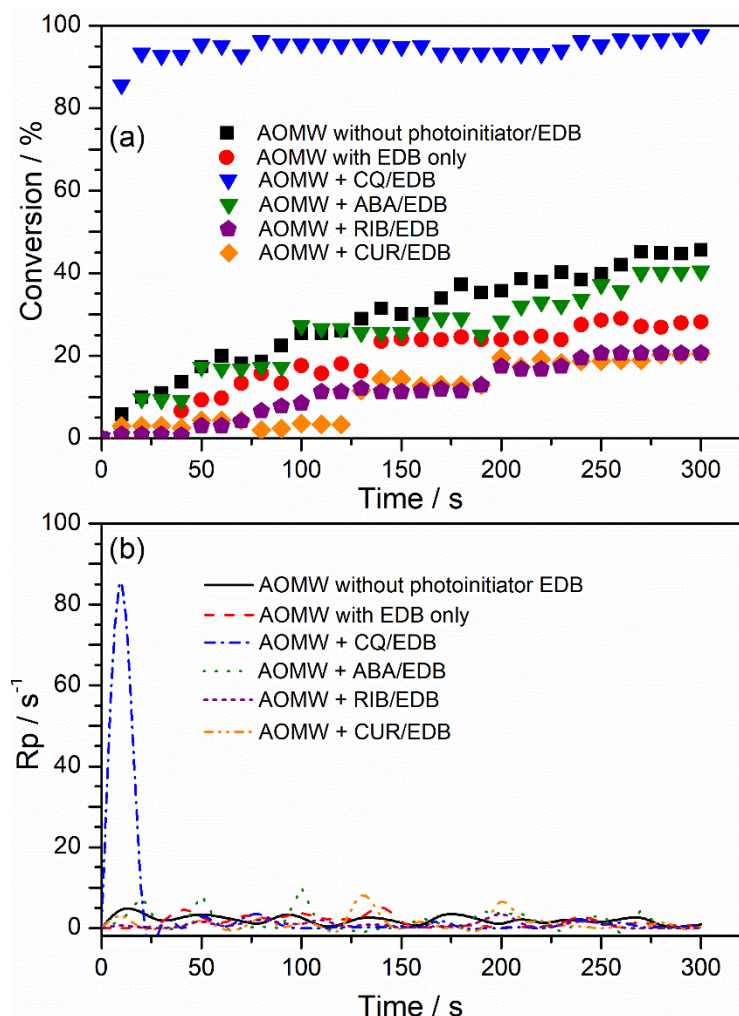 100
80
60
40
20
0
Conversion / %
(a)
AOMW without photoinitiator/EDB
AOMW with EDB only
AOMW + CQ/EDB
AOMW + ABA/EDB
AOMW + RIB/EDB
AOMW + CUR/EDB
0 50 100 150 200 250 300
Time / s
100
80
60
40
20
0
Rp / s⁻¹
(b)
AOMW without photoinitiator EDB
AOMW with EDB only
AOMW + CQ/EDB
AOMW + ABA/EDB
AOMW + RIB/EDB
AOMW + CUR/EDB
0 50 100 150 200 250 300
Time / s